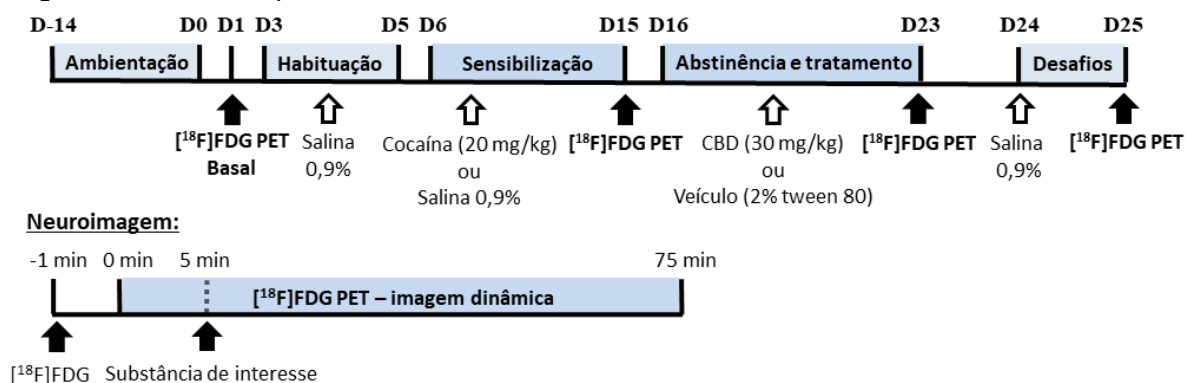 D-14 D0 D1 D3 D5 D6 D15 D16 D23 D24 D25
Ambientação Habituação Sensibilização Abstinência e tratamento Desafios
[¹⁸F]FDG PET Salina Cocaína (20 mg/kg) [¹⁸F]FDG PET CBD (30 mg/kg) [¹⁸F]FDG PET Salina [¹⁸F]FDG PET
Basal 0,9% ou ou 0,9%
Salina 0,9% Veículo (2% tween 80)
Neuroimagem:
-1 min 0 min 5 min 75 min
[¹⁸F]FDG PET – imagem dinâmica
[¹⁸F]FDG Substância de interesse